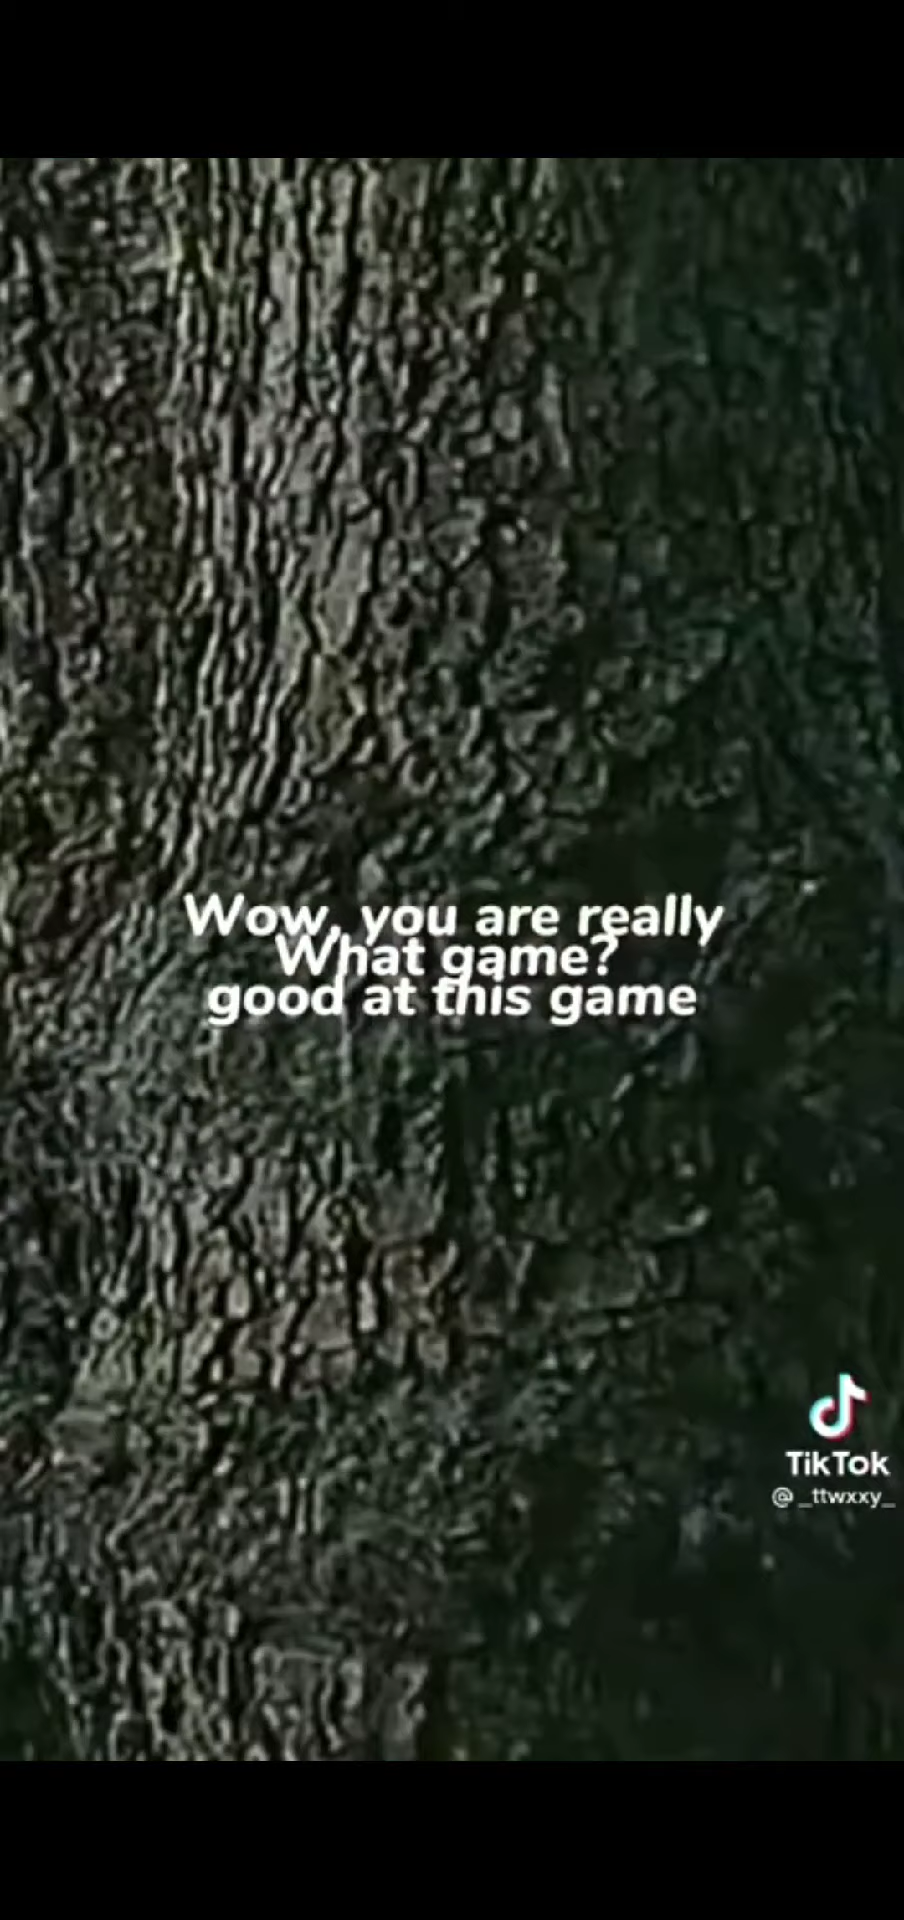 Wow, you are really
What game?
good at this game
TikTok
@_ttwxxy_